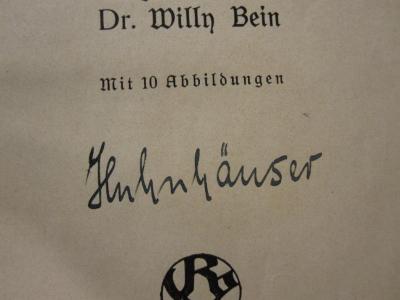 Dr. Willy Bein
Mit 10 Abbildungen
Huhnhäuser